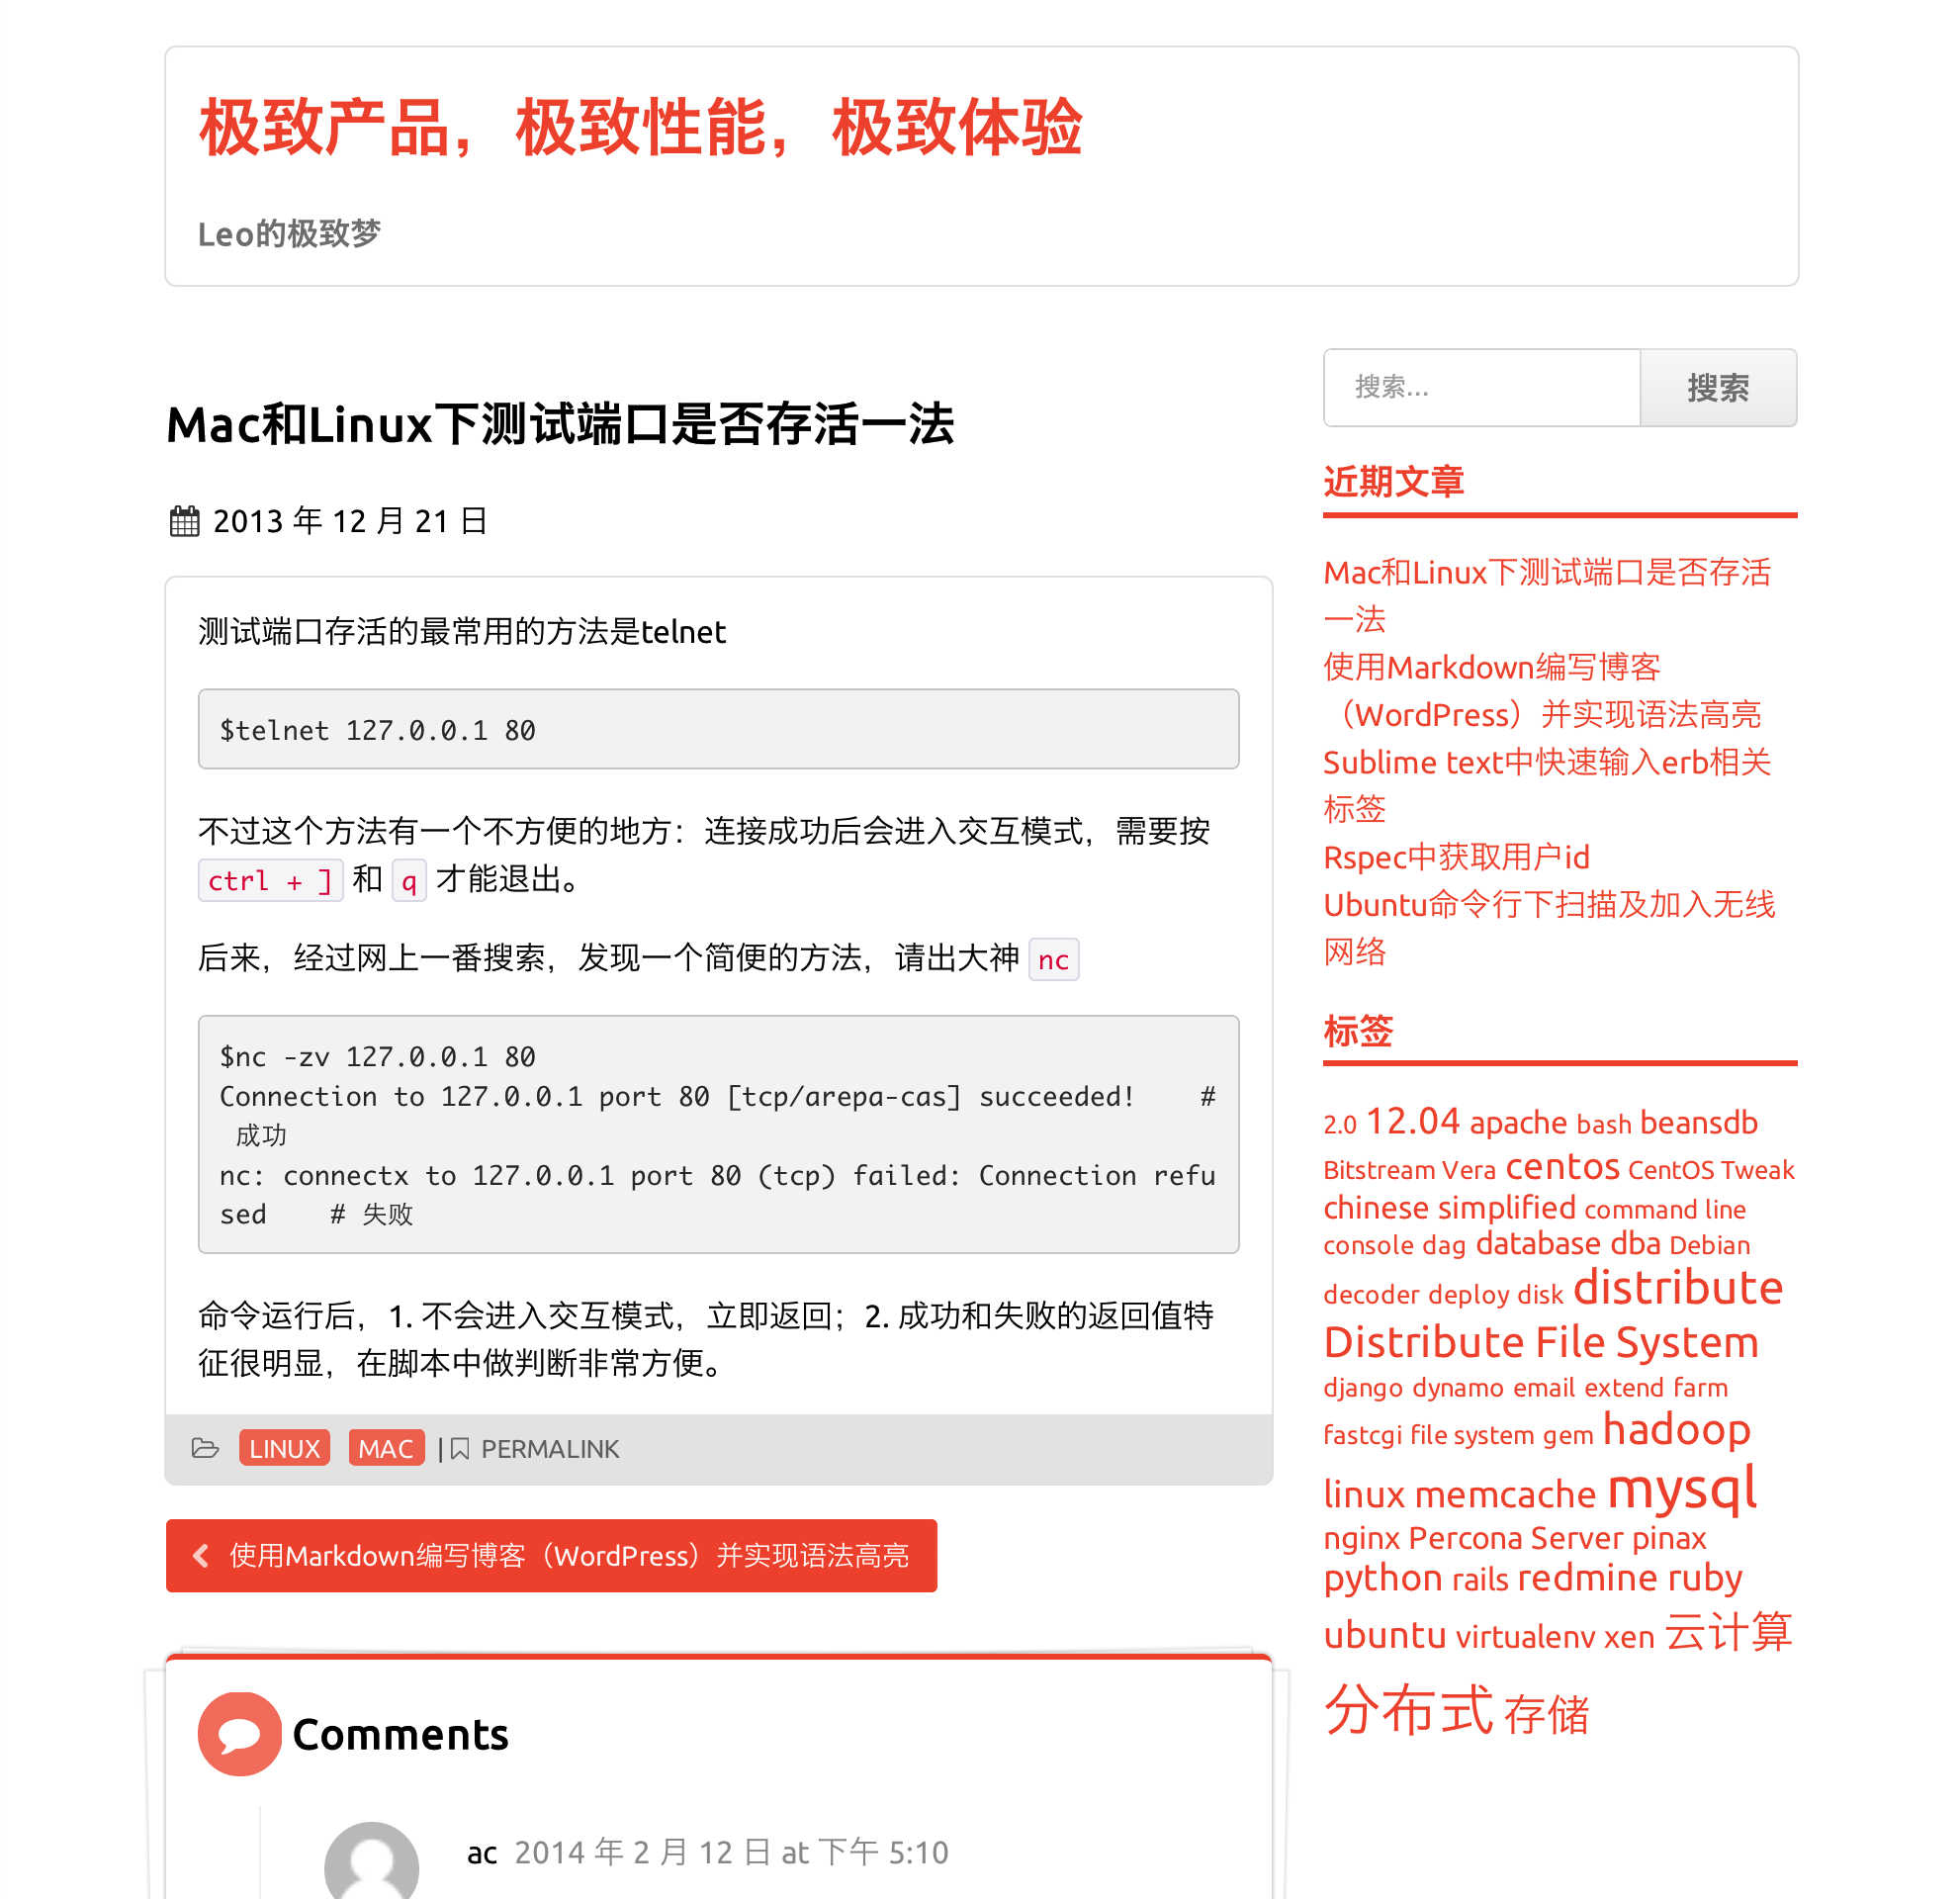 极致产品，极致性能，极致体验
Leo的极致梦
Mac和Linux下测试端口是否存活一法
2013 年 12 月 21 日
测试端口存活的最常用的方法是telnet
$telnet 127.0.0.1 80
不过这个方法有一个不方便的地方：连接成功后会进入交互模式，需要按
ctrl + ] 和 q 才能退出。
后来，经过网上一番搜索，发现一个简便的方法，请出大神 nc
$nc -zv 127.0.0.1 80
Connection to 127.0.0.1 port 80 [tcp/arepa-cas] succeeded!    #
成功
nc: connectx to 127.0.0.1 port 80 (tcp) failed: Connection refu
sed    # 失败
命令运行后，1. 不会进入交互模式，立即返回；2. 成功和失败的返回值特
征很明显，在脚本中做判断非常方便。
LINUX MAC | PERMALINK
使用Markdown编写博客（WordPress）并实现语法高亮
Comments
ac 2014 年 2 月 12 日 at 下午 5:10
搜索... 搜索
近期文章
Mac和Linux下测试端口是否存活
一法
使用Markdown编写博客
（WordPress）并实现语法高亮
Sublime text中快速输入erb相关
标签
Rspec中获取用户id
Ubuntu命令行下扫描及加入无线
网络
标签
2.0 12.04 apache bash beansdb
Bitstream Vera centos CentOS Tweak
chinese simplified command line
console dag database dba Debian
decoder deploy disk distribute
Distribute File System
django dynamo email extend farm
fastcgi file system gem hadoop
linux memcache mysql
nginx Percona Server pinax
python rails redmine ruby
ubuntu virtualenv xen 云计算
分布式 存储